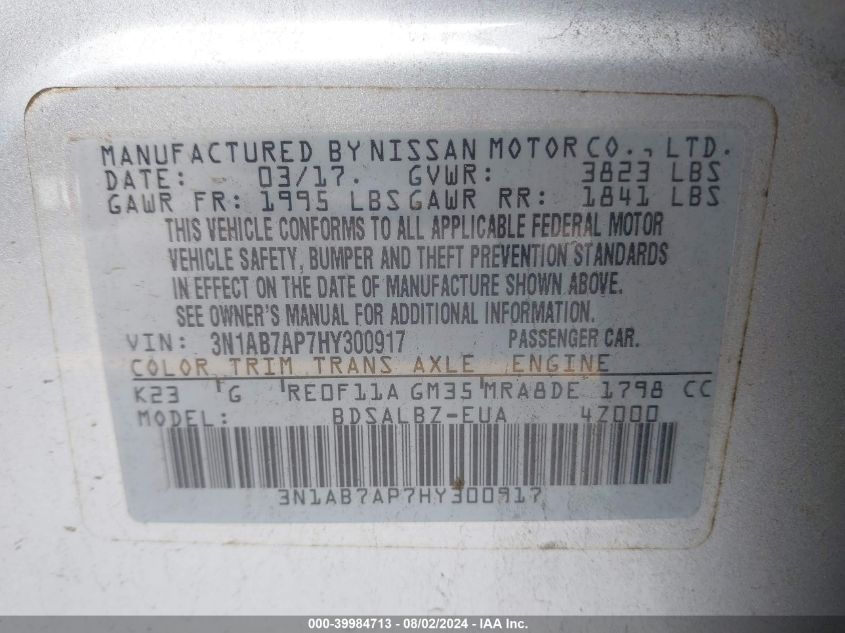 MANUFACTURED BY NISSAN MOTOR CO., LTD.
DATE: 03/17. GVWR: 3823 LBS
GAWR FR: 1995 LBS GAWR RR: 1841 LBS
THIS VEHICLE CONFORMS TO ALL APPLICABLE FEDERAL MOTOR
VEHICLE SAFETY, BUMPER AND THEFT PREVENTION STANDARDS
IN EFFECT ON THE DATE OF MANUFACTURE SHOWN ABOVE.
SEE OWNER'S MANUAL FOR ADDITIONAL INFORMATION.
VIN: 3N1AB7AP7HY300917 PASSENGER CAR.
COLOR TRIM TRANS AXLE ENGINE
K23 G RE0F11A GM35 MRA8DE 1798 CC
MODEL: BDSALBZ-EUA 4Z000
3N1AB7AP7HY300917
000-39984713 - 08/02/2024 - IAA Inc.